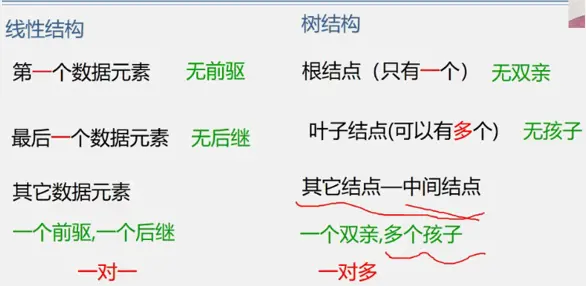 线性结构
第一个数据元素 无前驱
最后一个数据元素 无后继
其它数据元素
一个前驱,一个后继
一对一
树结构
根结点（只有一个） 无双亲
叶子结点(可以有多个) 无孩子
其它结点—中间结点
一个双亲,多个孩子
一对多